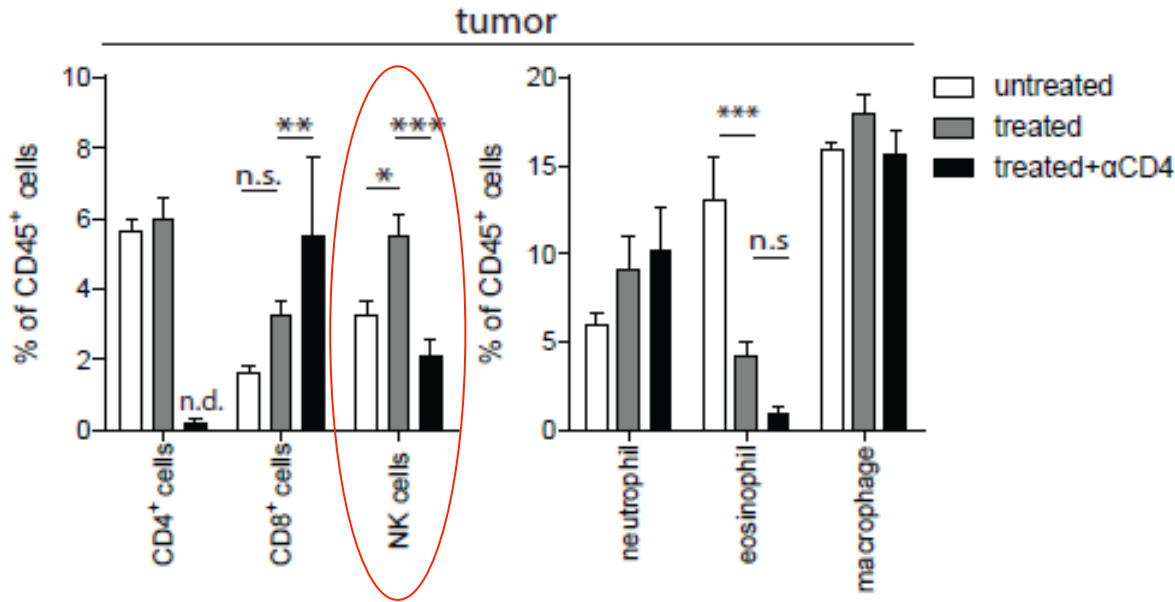 tumor
% of CD45⁺ cells
10
8
6
4
2
0
n.d.
n.s.
**
*
***
CD4⁺ cells
CD8⁺ cells
NK cells
% of CD45⁺ cells
20
15
10
5
0
***
n.s
neutrophil
eosinophil
macrophage
untreated
treated
treated+αCD4